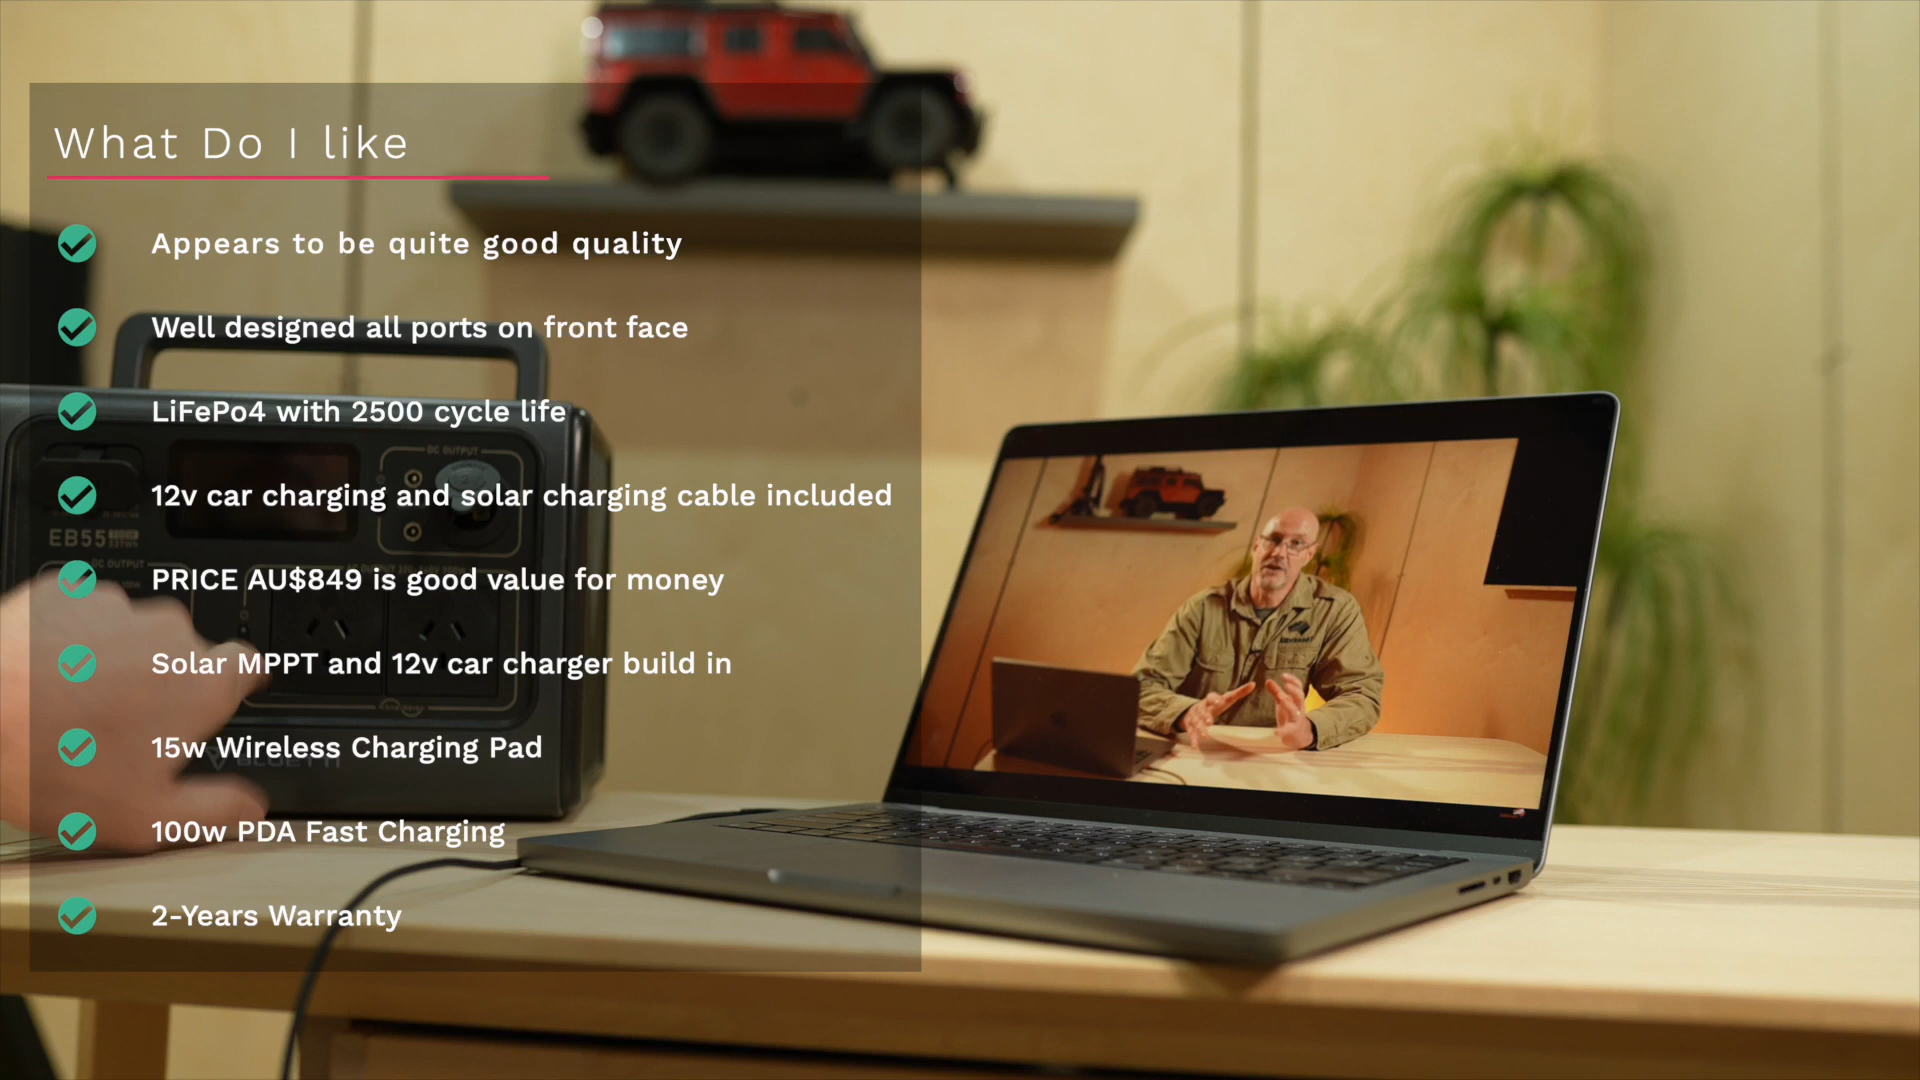 What Do I like
Appears to be quite good quality
Well designed all ports on front face
LiFePo4 with 2500 cycle life
12v car charging and solar charging cable included
PRICE AU$849 is good value for money
Solar MPPT and 12v car charger build in
15w Wireless Charging Pad
100w PDA Fast Charging
2-Years Warranty
DC OUTPUT
EB55
DC OUTPUT
BLUETTI